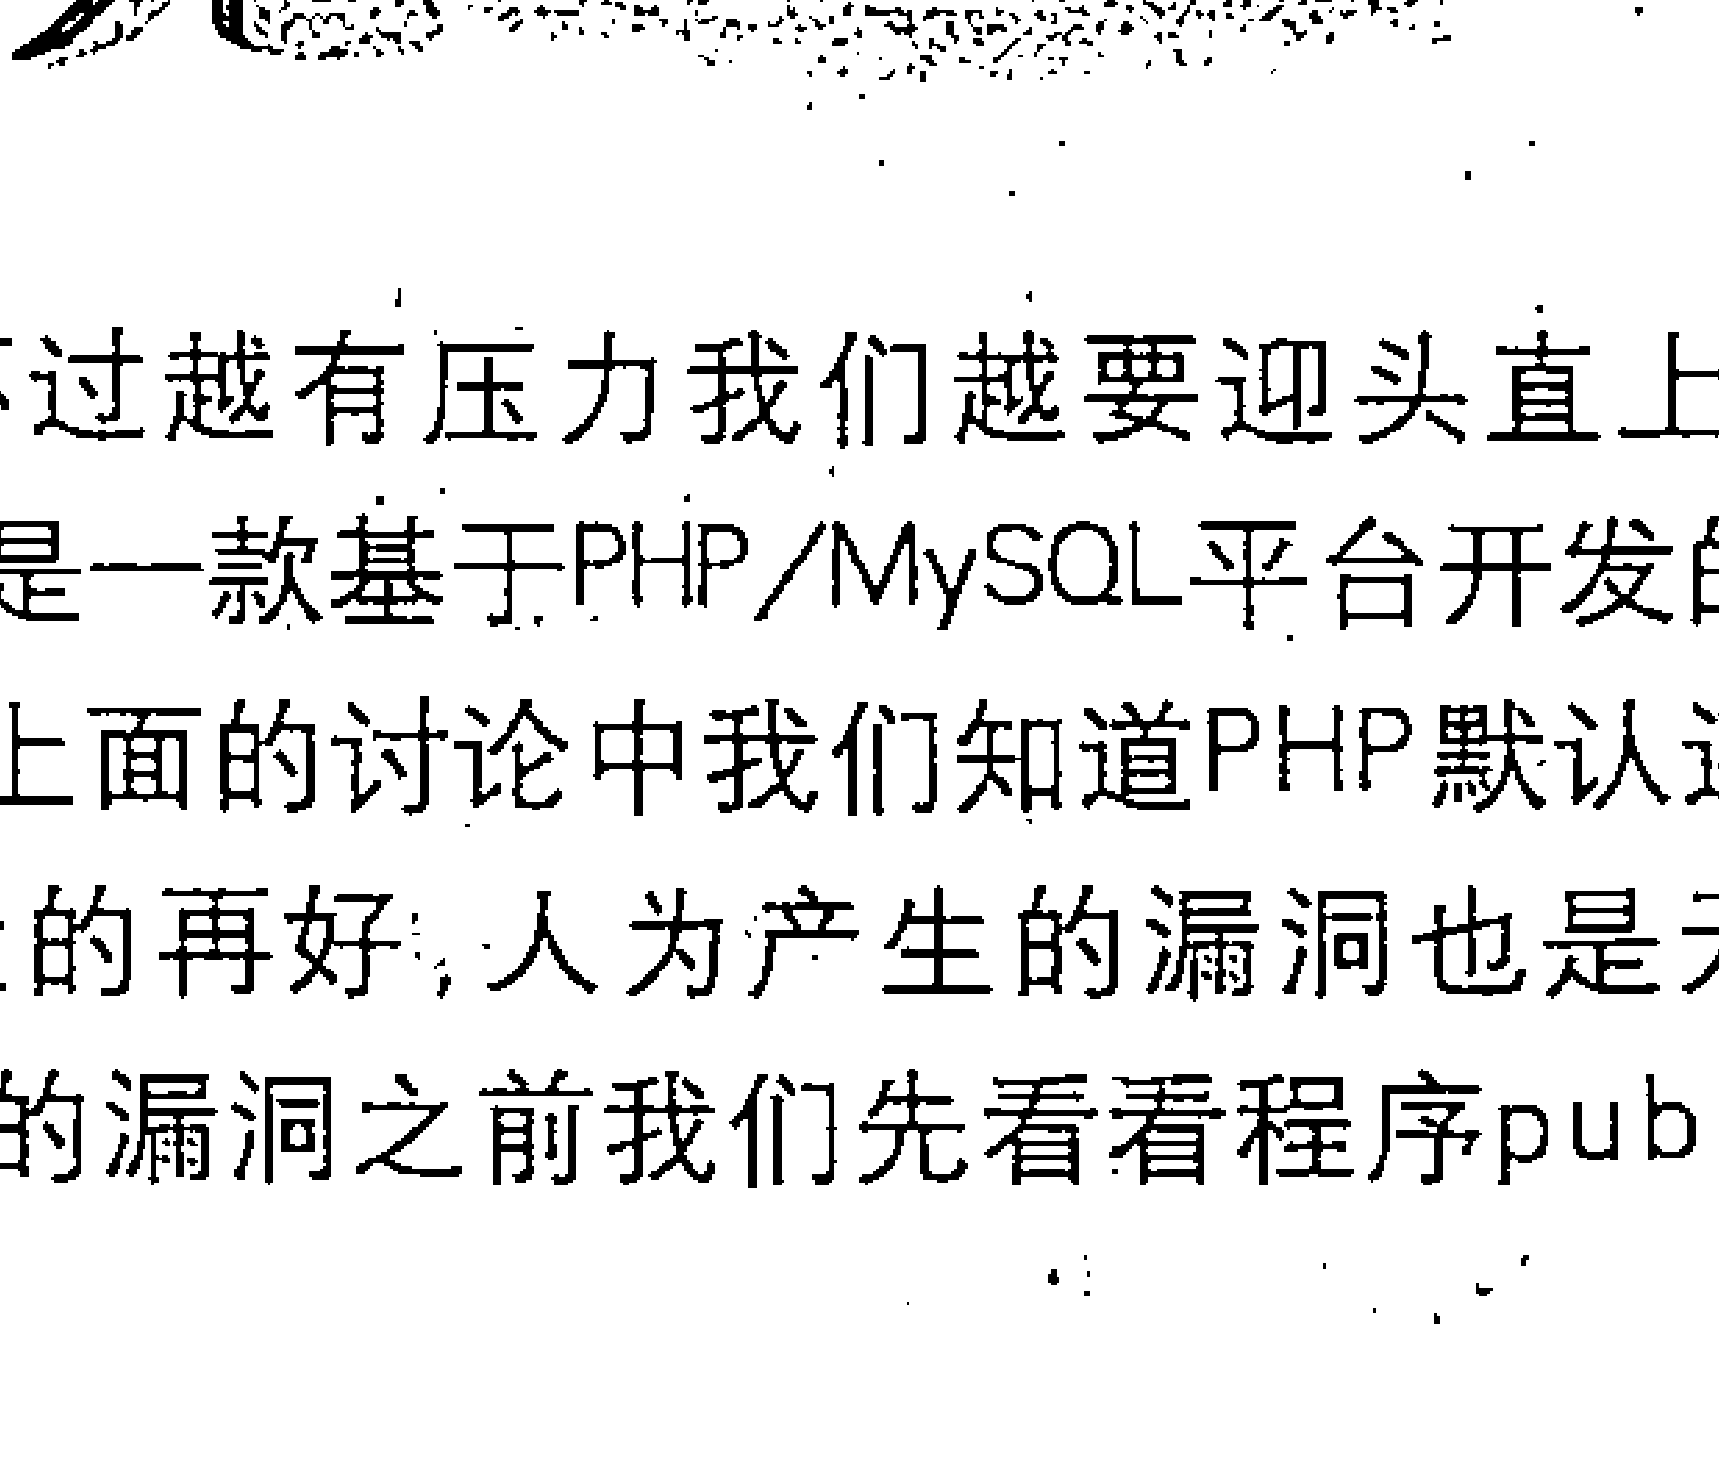 过越有压力我们越要迎头直上
是一款基于PHP/MySQL平台开发的
上面的讨论中我们知道PHP默认
的再好,人为产生的漏洞也是
的漏洞之前我们先看看程序pub